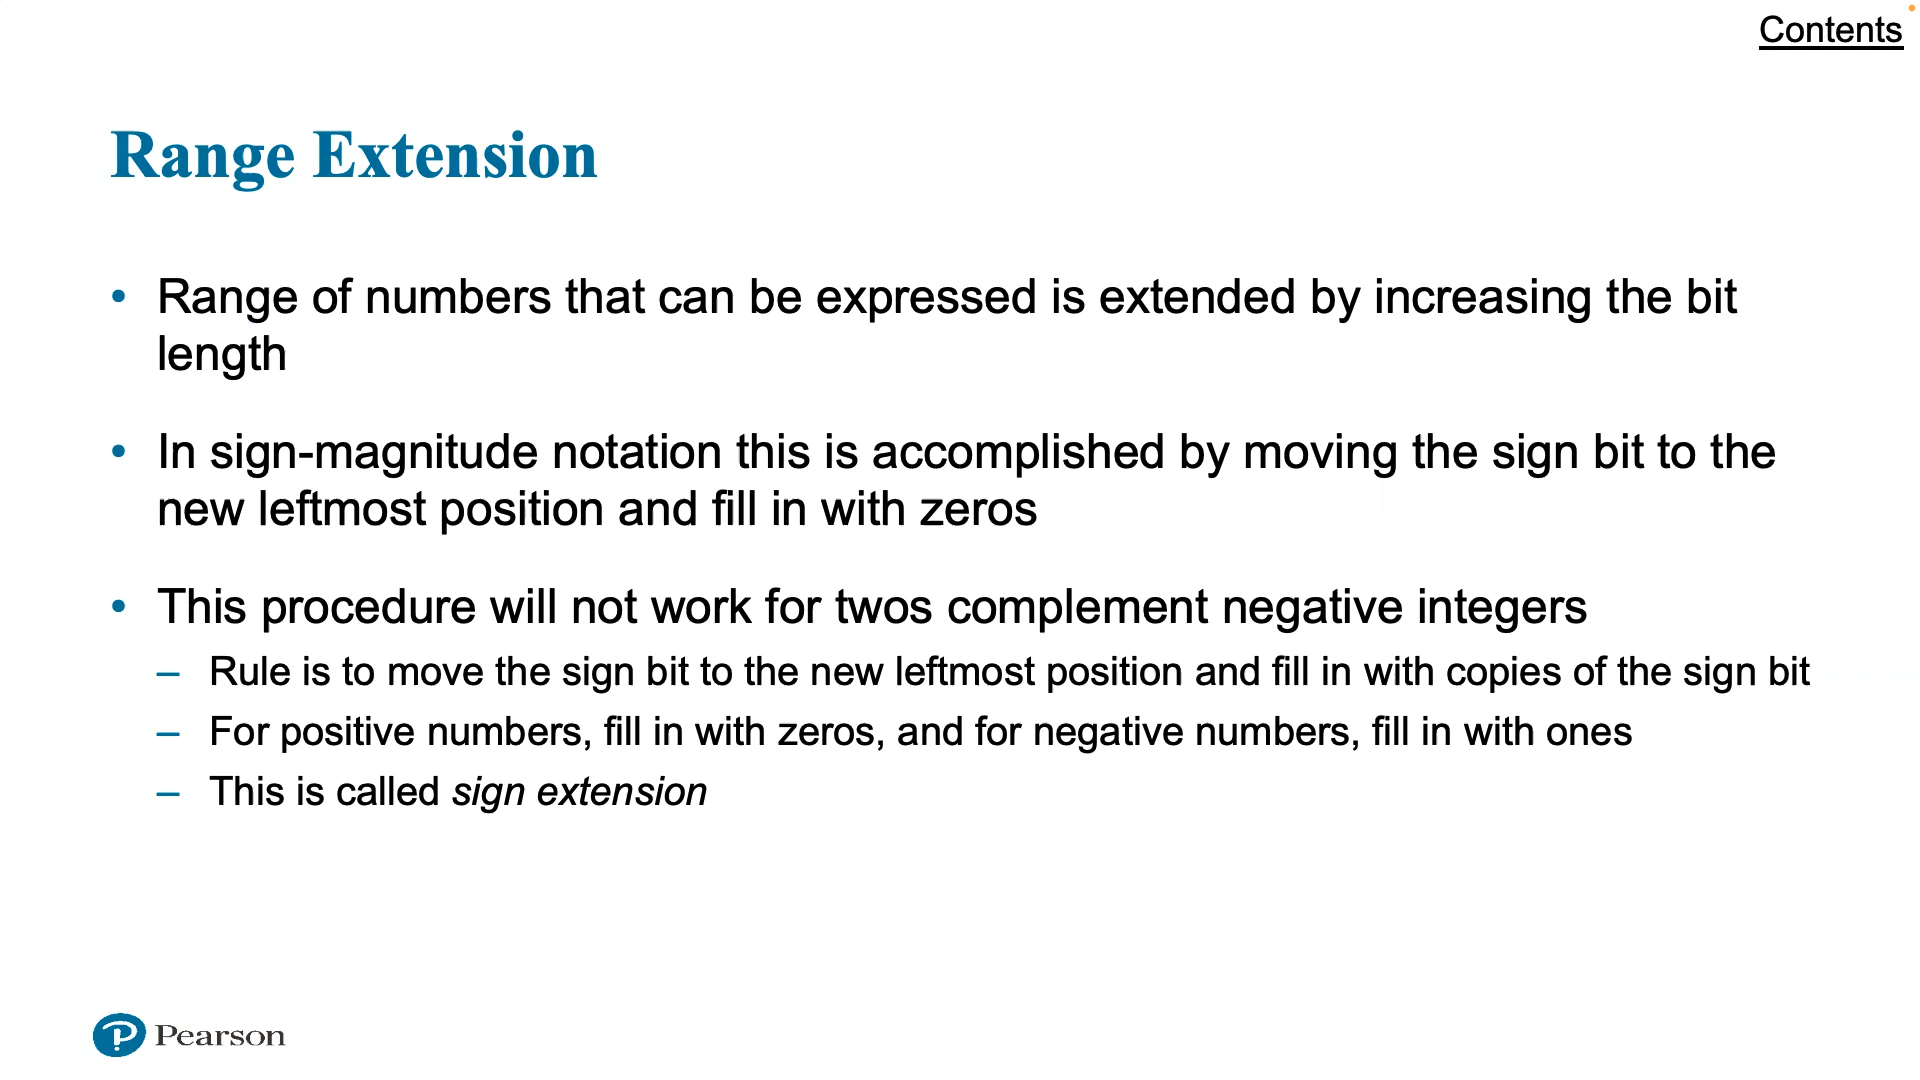 Contents
Range Extension
• Range of numbers that can be expressed is extended by increasing the bit
length
• In sign-magnitude notation this is accomplished by moving the sign bit to the
new leftmost position and fill in with zeros
• This procedure will not work for twos complement negative integers
– Rule is to move the sign bit to the new leftmost position and fill in with copies of the sign bit
– For positive numbers, fill in with zeros, and for negative numbers, fill in with ones
– This is called sign extension
Pearson